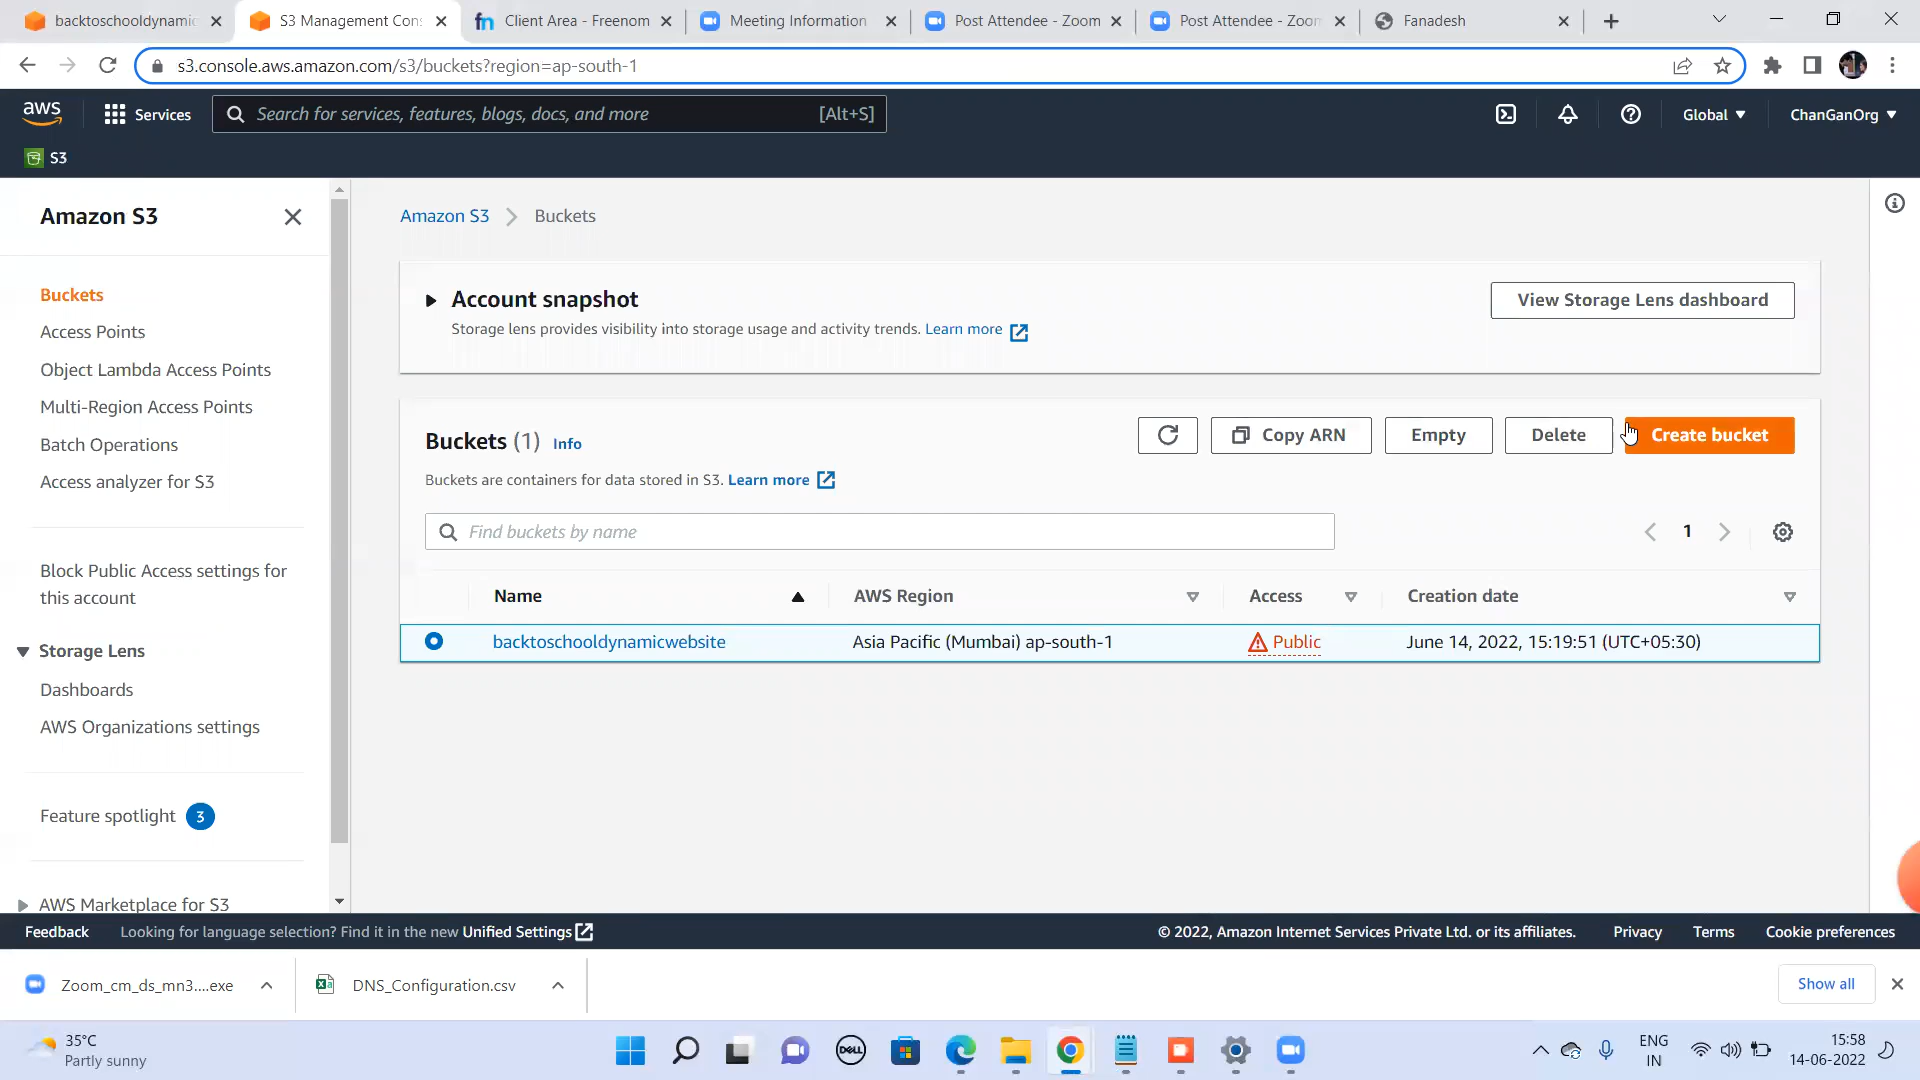 backtoschooldynamic
S3 Management Cons
Client Area - Freenom
Meeting Information
Post Attendee - Zoom
Post Attendee - Zoom
Fanadesh
s3.console.aws.amazon.com/s3/buckets?region=ap-south-1
aws
Services
Search for services, features, blogs, docs, and more
[Alt+S]
Global
ChanGanOrg
S3
Amazon S3
Buckets
Access Points
Object Lambda Access Points
Multi-Region Access Points
Batch Operations
Access analyzer for S3
Block Public Access settings for
this account
Storage Lens
Dashboards
AWS Organizations settings
Feature spotlight 3
AWS Marketplace for S3
Amazon S3 > Buckets
Account snapshot
Storage lens provides visibility into storage usage and activity trends. Learn more
View Storage Lens dashboard
Buckets (1) Info
Copy ARN
Empty
Delete
Create bucket
Buckets are containers for data stored in S3. Learn more
Find buckets by name
1
Name
AWS Region
Access
Creation date
backtoschooldynamicwebsite
Asia Pacific (Mumbai) ap-south-1
Public
June 14, 2022, 15:19:51 (UTC+05:30)
Feedback
Looking for language selection? Find it in the new Unified Settings
© 2022, Amazon Internet Services Private Ltd. or its affiliates.
Privacy
Terms
Cookie preferences
Zoom_cm_ds_mn3....exe
DNS_Configuration.csv
Show all
35°C
Partly sunny
DELL
ENG
IN
15:58
14-06-2022